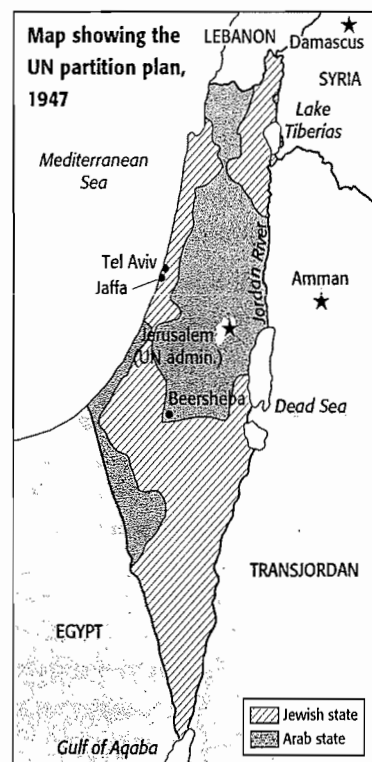 Map showing the
UN partition plan,
1947
LEBANON
Damascus
SYRIA
Lake
Tiberias
Mediterranean
Sea
Tel Aviv
Jaffa
Jordan River
Amman
Jerusalem
(UN admin.)
Beersheba
Dead Sea
TRANSJORDAN
EGYPT
Gulf of Aqaba
Jewish state
Arab state